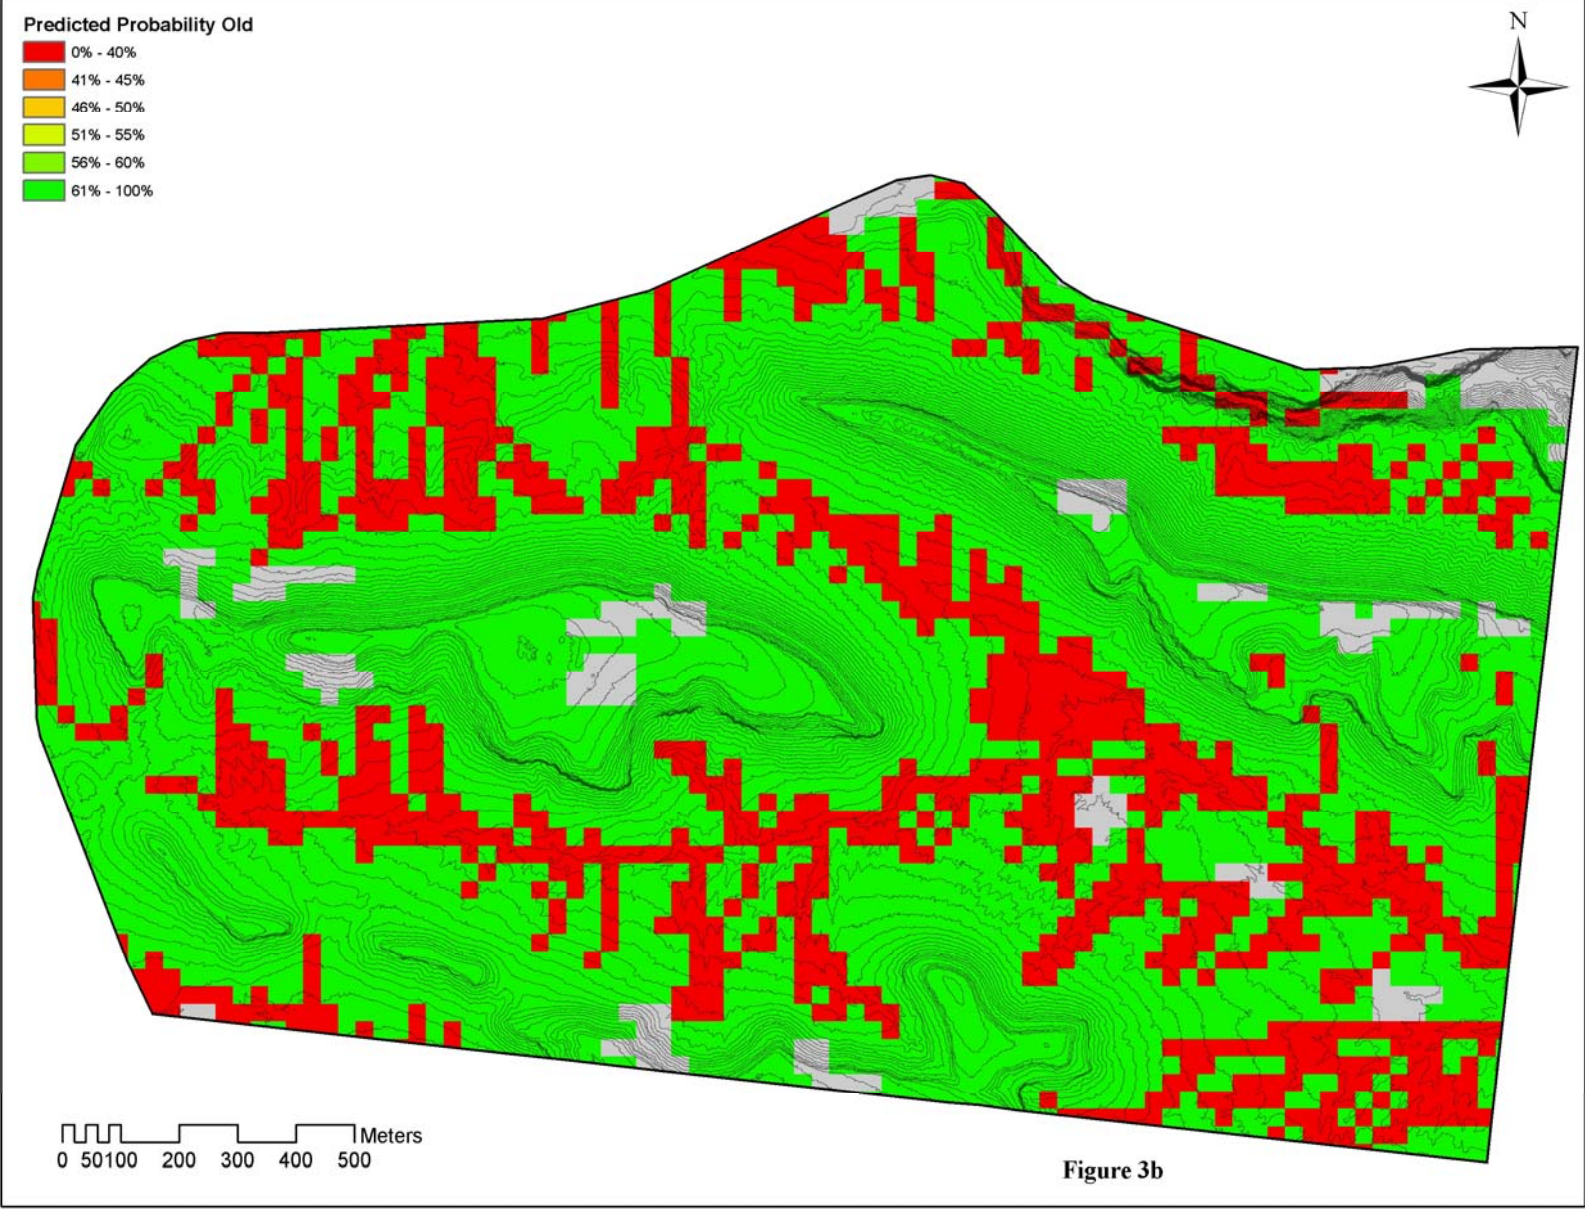 Predicted Probability Old
0% - 40%
41% - 45%
46% - 50%
51% - 55%
56% - 60%
61% - 100%
N
Meters
0 50100 200 300 400 500
Figure 3b